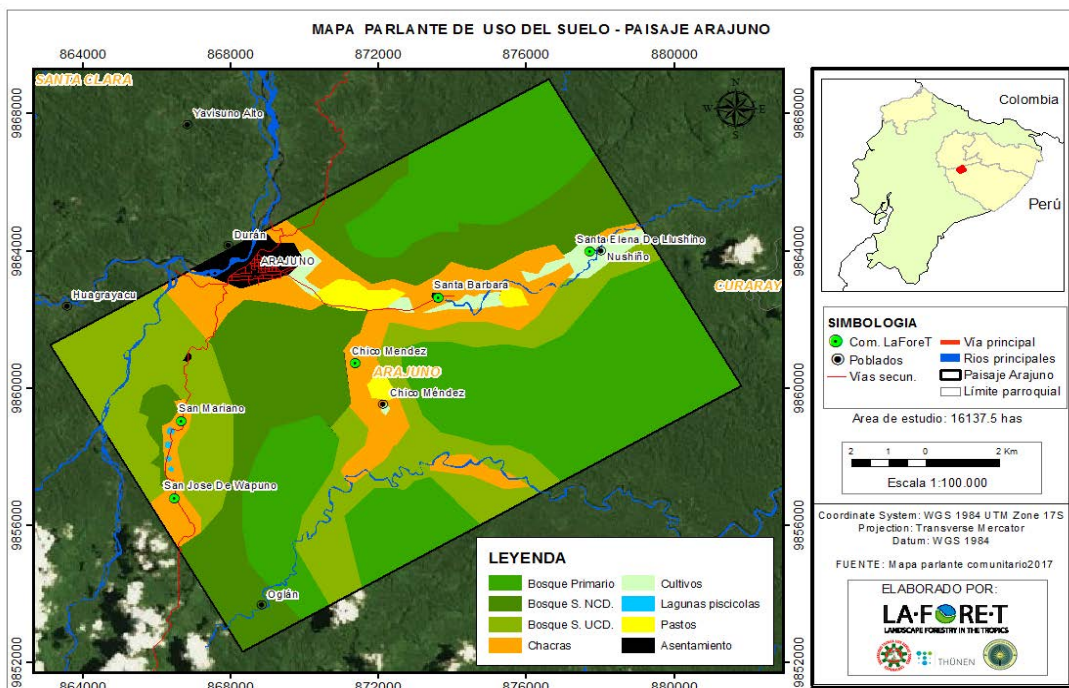 MAPA PARLANTE DE USO DEL SUELO - PAISAJE ARAJUNO
864000 868000 872000 876000 880000
9868000
9864000
9860000
9856000
9852000
9868000
9864000
9860000
9856000
9852000
SANTA CLARA
Yavisuno Alto
N
W E
S
Durán
ARAJUNO
Santa Elena De Llushino
Nushiño
Huagrayacu
Santa Barbara
CURARAY
Chico Mendez
ARAJUNO
Chico Méndez
San Mariano
San Jose De Wapuno
Oglán
LEYENDA
Bosque Primario
Bosque S. NCD.
Bosque S. UCD.
Chacras
Cultivos
Lagunas piscicolas
Pastos
Asentamiento
864000 868000 872000 876000 880000
Colombia
Perú
SIMBOLOGIA
Com. LaForeT
Poblados
Vías secun.
Vía principal
Rios principales
Paisaje Arajuno
Límite parroquial
Area de estudio: 16137.5 has
2 1 0 2 Km
Escala 1:100.000
Coordinate System: WGS 1984 UTM Zone 17S
Projection: Transverse Mercator
Datum: WGS 1984
FUENTE: Mapa parlante comunitario2017
ELABORADO POR:
LA·FORE·T
LANDSCAPE FORESTRY IN THE TROPICS
THÜNEN